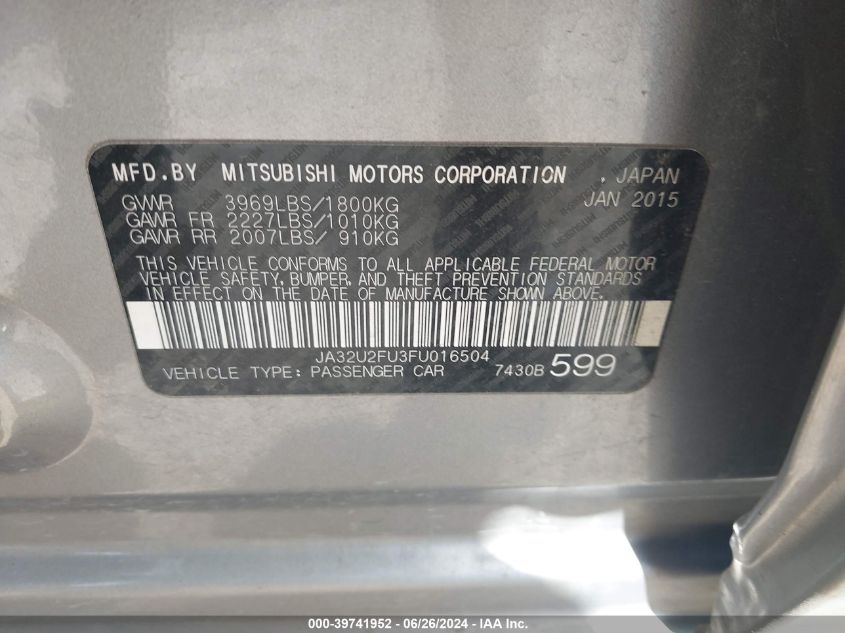 MFD.BY MITSUBISHI MOTORS CORPORATION , JAPAN
GVWR 3969LBS/1800KG JAN 2015
GAWR FR 2227LBS/1010KG
GAWR RR 2007LBS/ 910KG
THIS VEHICLE CONFORMS TO ALL APPLICABLE FEDERAL MOTOR
VEHICLE SAFETY, BUMPER, AND THEFT PREVENTION STANDARDS
IN EFFECT ON THE DATE OF MANUFACTURE SHOWN ABOVE.
JA32U2FU3FU016504
VEHICLE TYPE: PASSENGER CAR 7430B 599
000-39741952 / 06/26/2024 - IAA Inc.